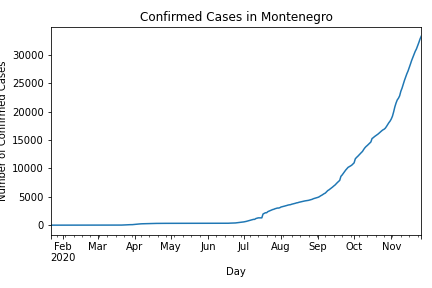 Confirmed Cases in Montenegro
Number of Confirmed Cases
30000
25000
20000
15000
10000
5000
0
Feb Mar Apr May Jun Jul Aug Sep Oct Nov
2020
Day